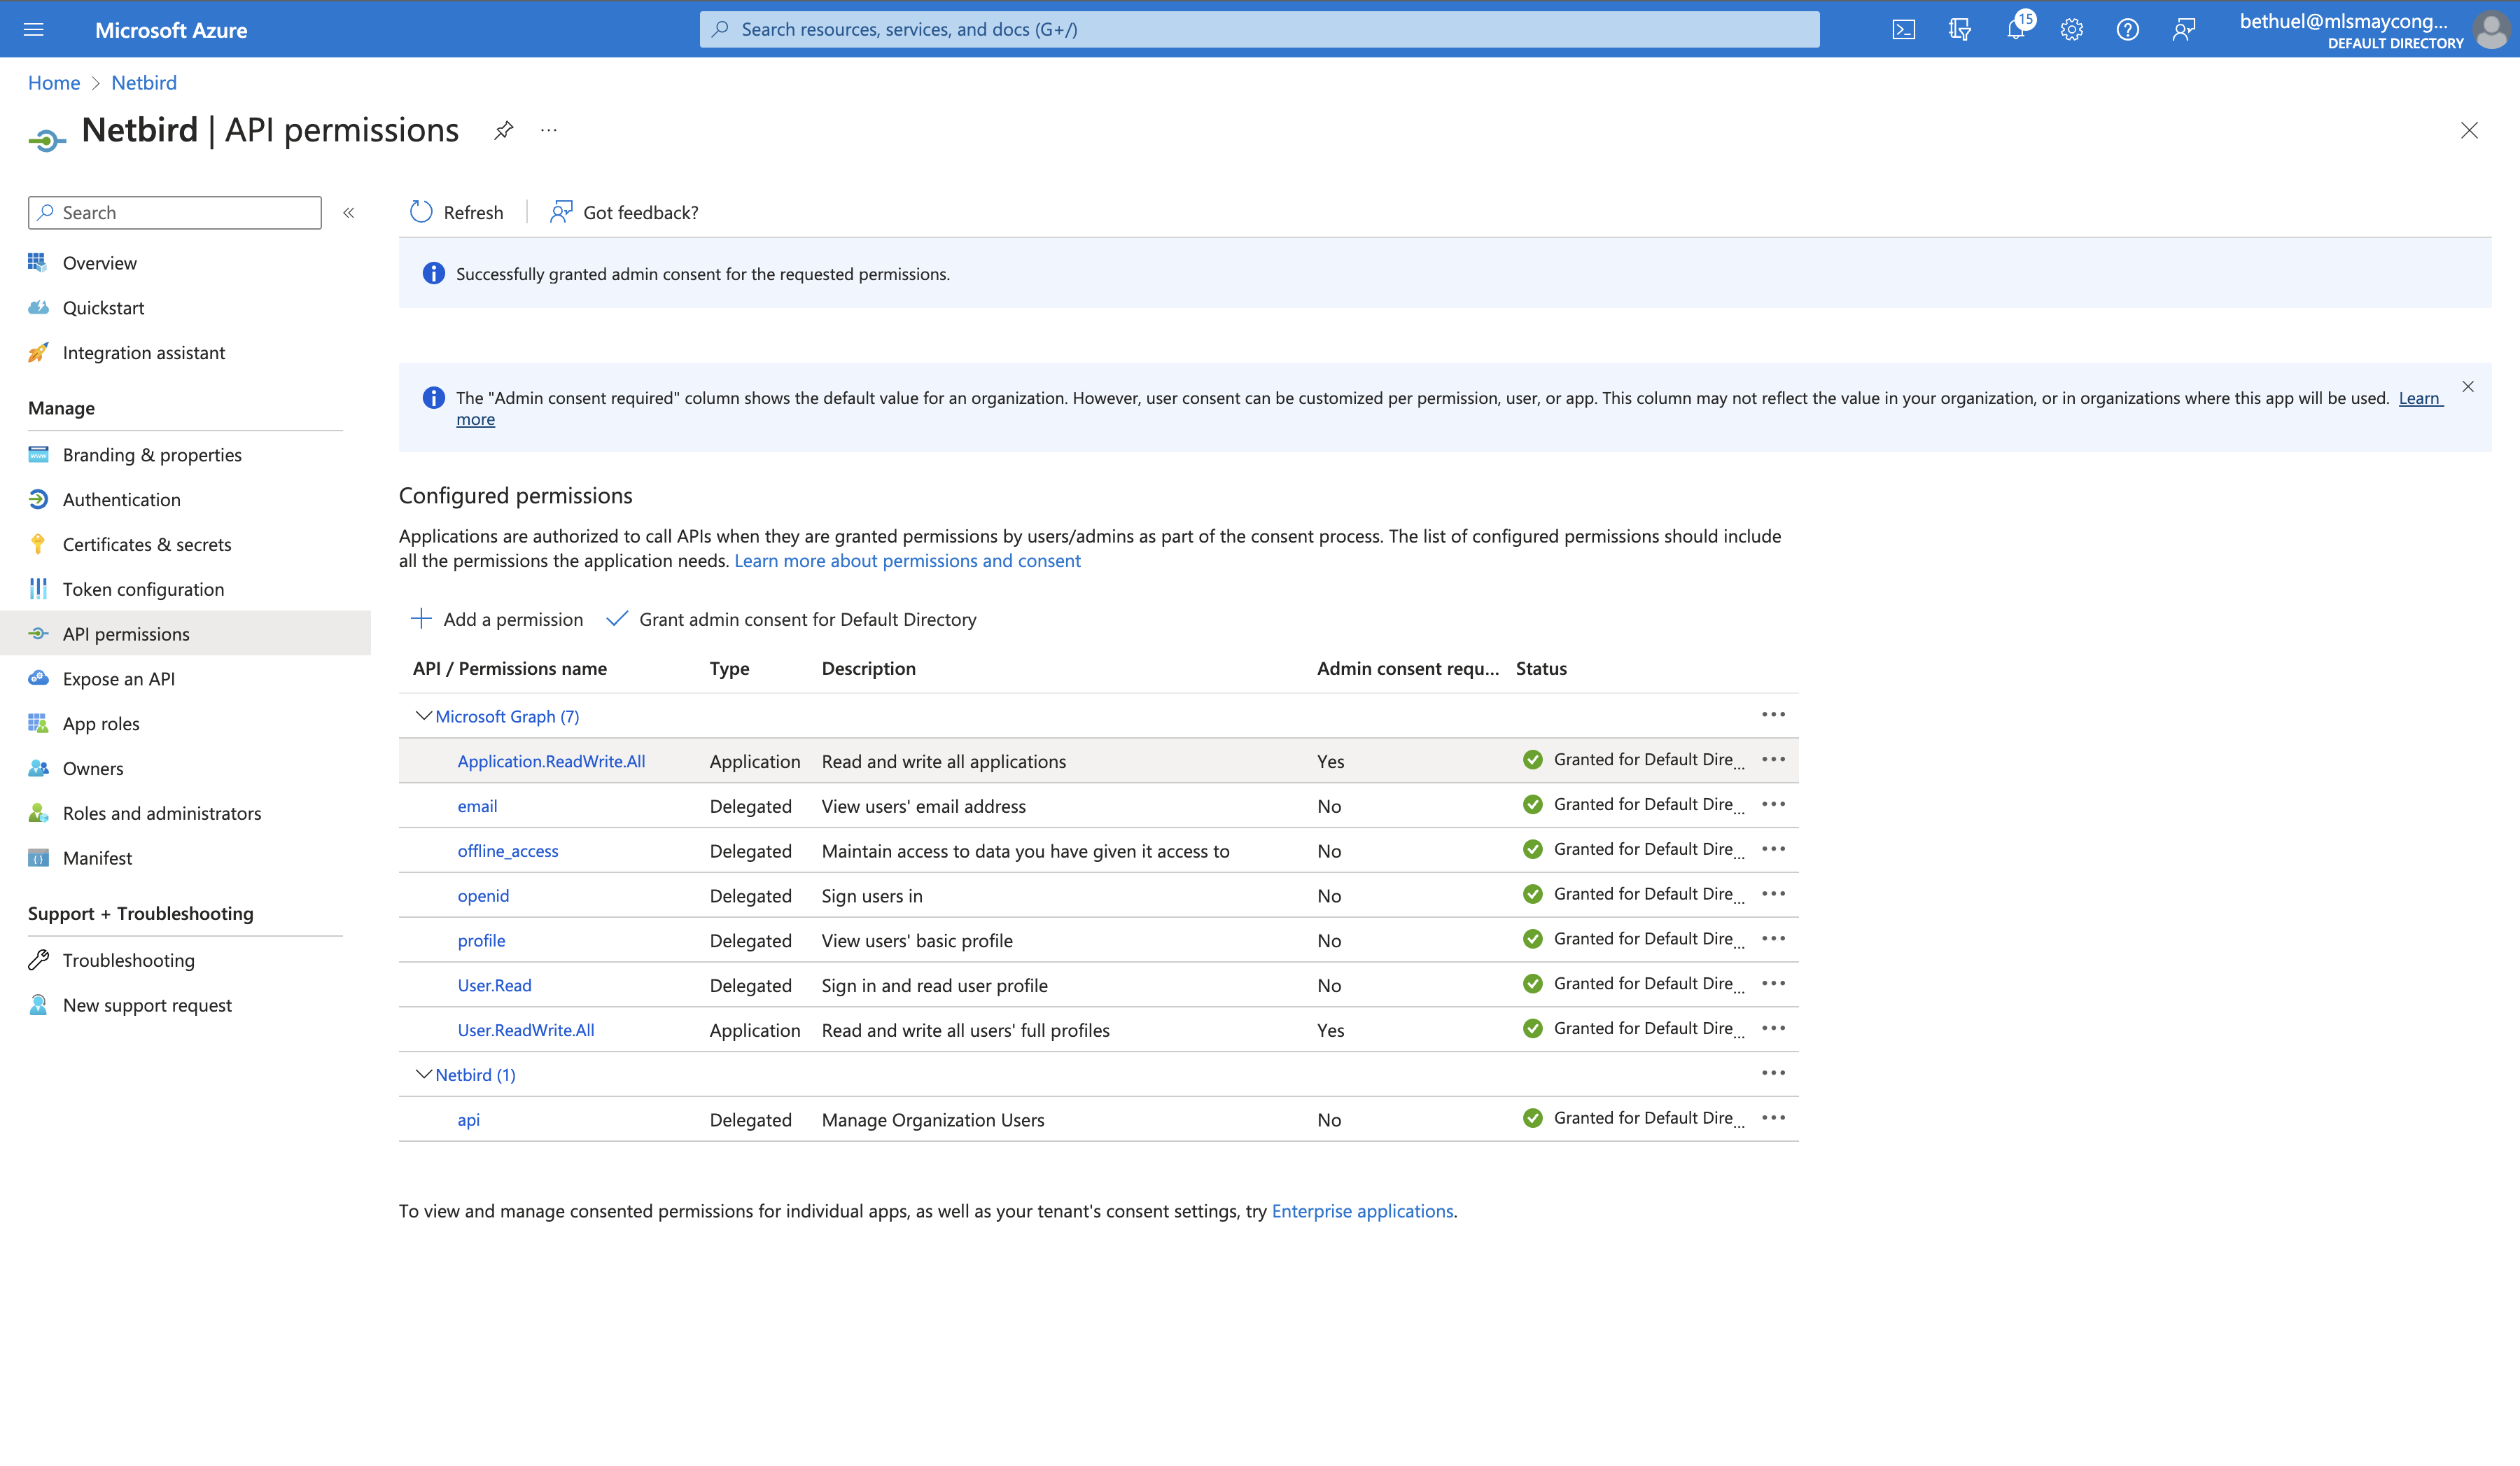 Microsoft Azure
Search resources, services, and docs (G+/)
15
bethuel@mlsmaycong...
DEFAULT DIRECTORY
Home > Netbird
Netbird | API permissions
Search
Overview
Quickstart
Integration assistant
Manage
Branding & properties
Authentication
Certificates & secrets
Token configuration
API permissions
Expose an API
App roles
Owners
Roles and administrators
Manifest
Support + Troubleshooting
Troubleshooting
New support request
Refresh
Got feedback?
Successfully granted admin consent for the requested permissions.
The "Admin consent required" column shows the default value for an organization. However, user consent can be customized per permission, user, or app. This column may not reflect the value in your organization, or in organizations where this app will be used. Learn
more
Configured permissions
Applications are authorized to call APIs when they are granted permissions by users/admins as part of the consent process. The list of configured permissions should include
all the permissions the application needs. Learn more about permissions and consent
Add a permission Grant admin consent for Default Directory
API / Permissions name Type Description Admin consent requ... Status
Microsoft Graph (7)
Application.ReadWrite.All Application Read and write all applications Yes Granted for Default Dire...
email Delegated View users' email address No Granted for Default Dire...
offline_access Delegated Maintain access to data you have given it access to No Granted for Default Dire...
openid Delegated Sign users in No Granted for Default Dire...
profile Delegated View users' basic profile No Granted for Default Dire...
User.Read Delegated Sign in and read user profile No Granted for Default Dire...
User.ReadWrite.All Application Read and write all users' full profiles Yes Granted for Default Dire...
Netbird (1)
api Delegated Manage Organization Users No Granted for Default Dire...
To view and manage consented permissions for individual apps, as well as your tenant's consent settings, try Enterprise applications.